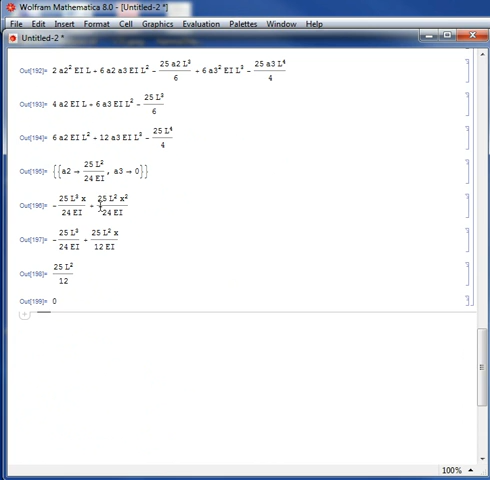 Wolfram Mathematica 8.0 - [Untitled-2 *]
File Edit Insert Format Cell Graphics Evaluation Palettes Window Help
Untitled-2 *
Out[192]= 2 a2² EI L + 6 a2 a3 EI L² - 25 a2 L³/6 + 6 a3² EI L³ - 25 a3 L⁴/4
Out[193]= 4 a2 EI L + 6 a3 EI L² - 25 L³/6
Out[194]= 6 a2 EI L² + 12 a3 EI L³ - 25 L⁴/4
Out[195]= {{a2 → 25 L²/24 EI, a3 → 0}}
Out[196]= - 25 L³ x/24 EI + 25 L² x²/24 EI
Out[197]= - 25 L³/24 EI + 25 L² x/12 EI
Out[198]= 25 L²/12
Out[199]= 0
100%